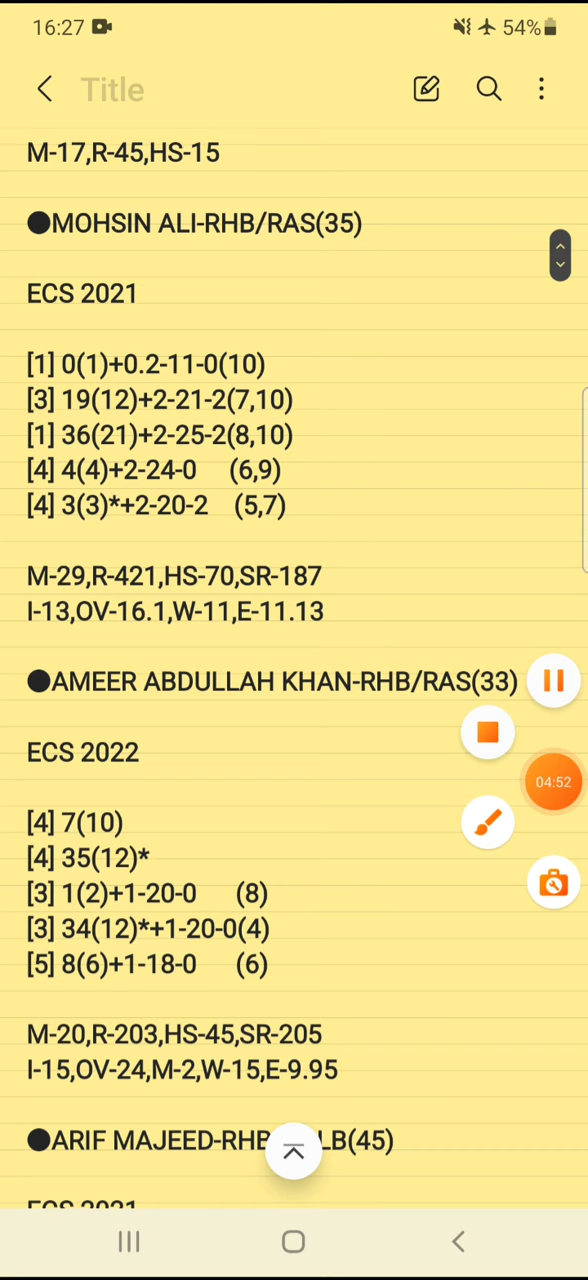 16:27
54%
Title
M-17,R-45,HS-15
●MOHSIN ALI-RHB/RAS(35)
ECS 2021
[1] 0(1)+0.2-11-0(10)
[3] 19(12)+2-21-2(7,10)
[1] 36(21)+2-25-2(8,10)
[4] 4(4)+2-24-0 (6,9)
[4] 3(3)*+2-20-2 (5,7)
M-29,R-421,HS-70,SR-187
I-13,OV-16.1,W-11,E-11.13
●AMEER ABDULLAH KHAN-RHB/RAS(33)
ECS 2022
04:52
[4] 7(10)
[4] 35(12)*
[3] 1(2)+1-20-0 (8)
[3] 34(12)*+1-20-0(4)
[5] 8(6)+1-18-0 (6)
M-20,R-203,HS-45,SR-205
I-15,OV-24,M-2,W-15,E-9.95
●ARIF MAJEED-RHB LB(45)
ECS 2021